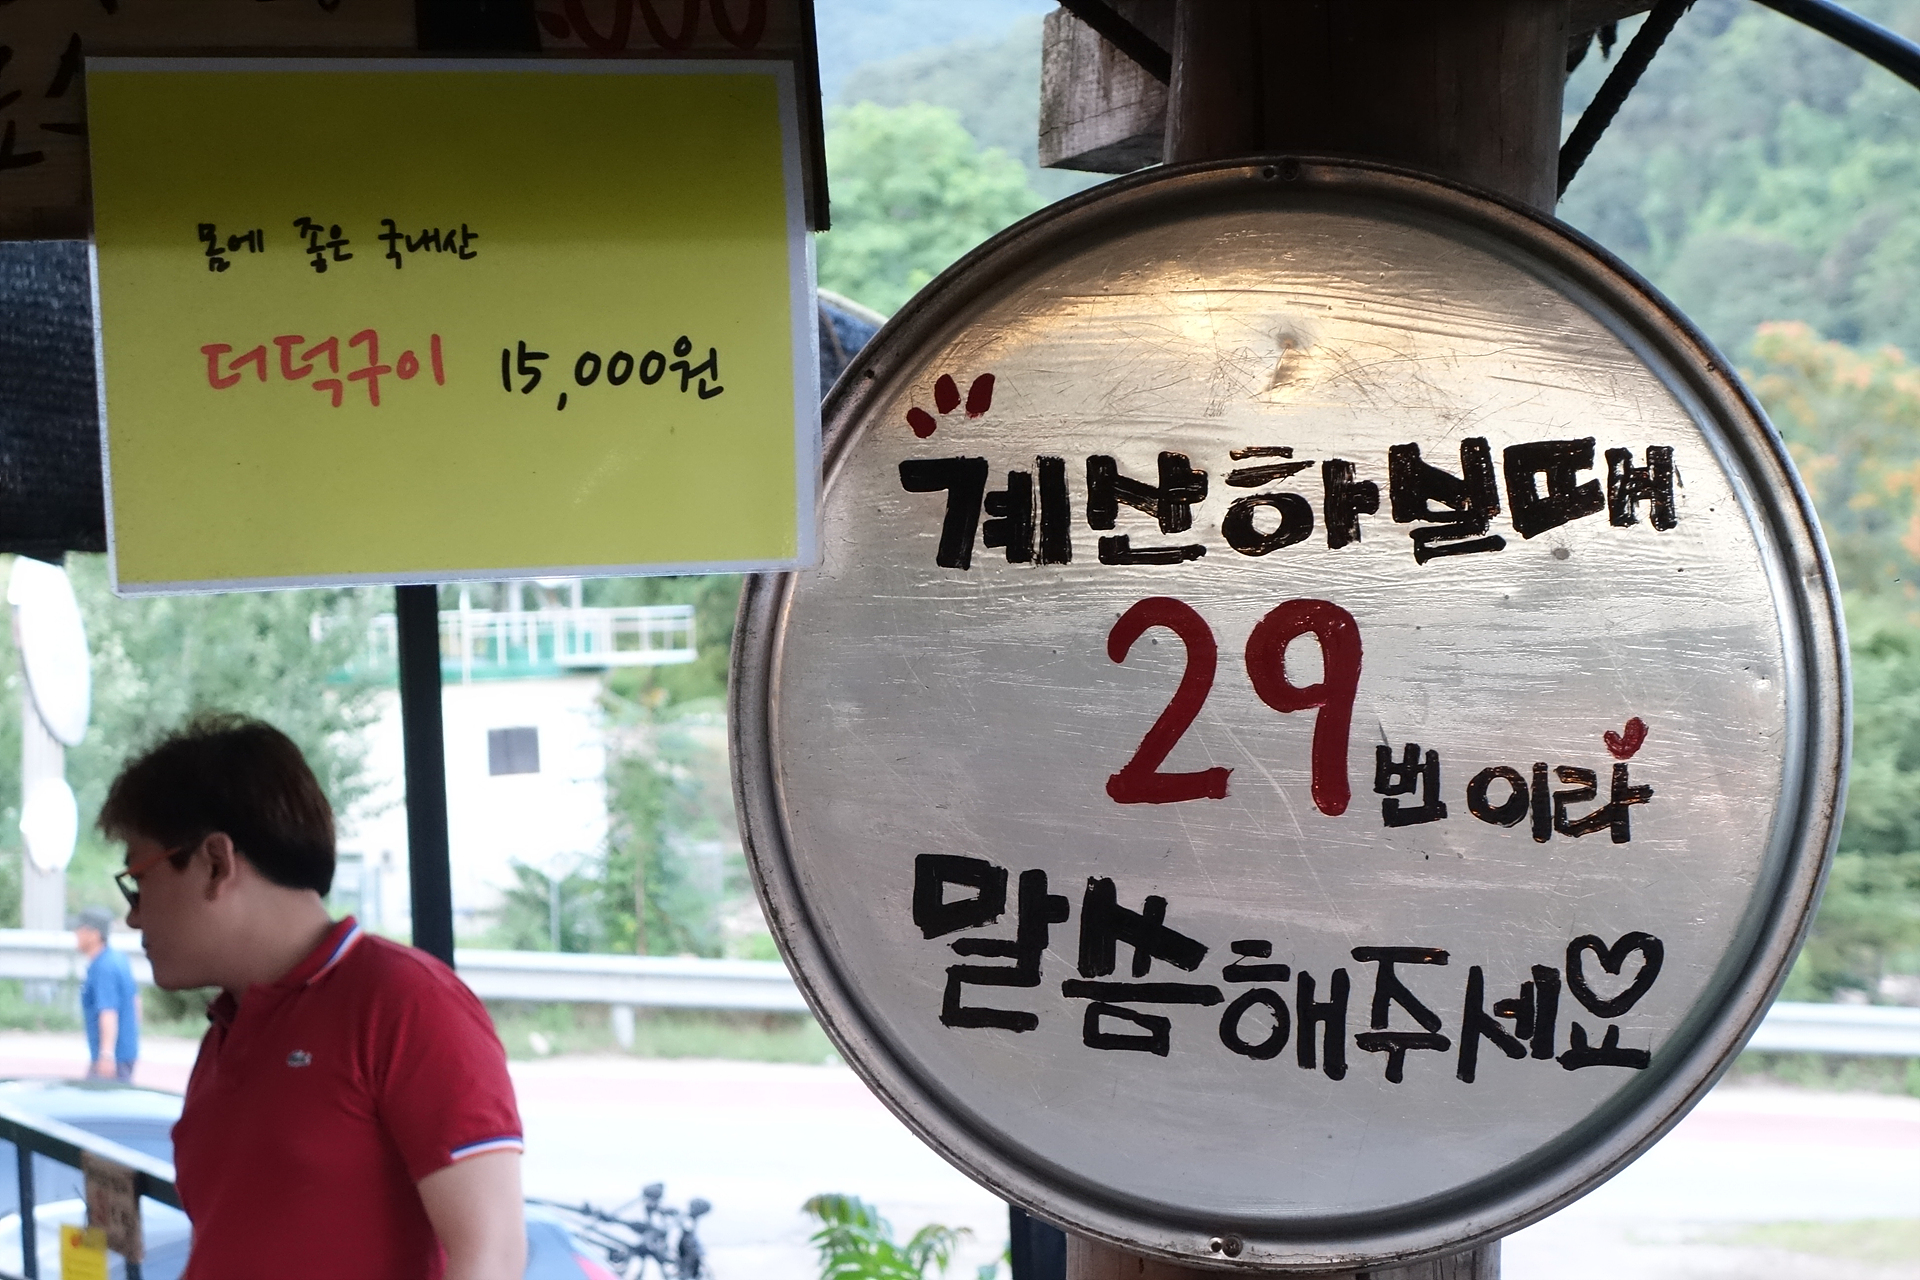 몸에 좋은 국내산
더덕구이 15,000원
계산하실때
29번 이라
말씀해주세요